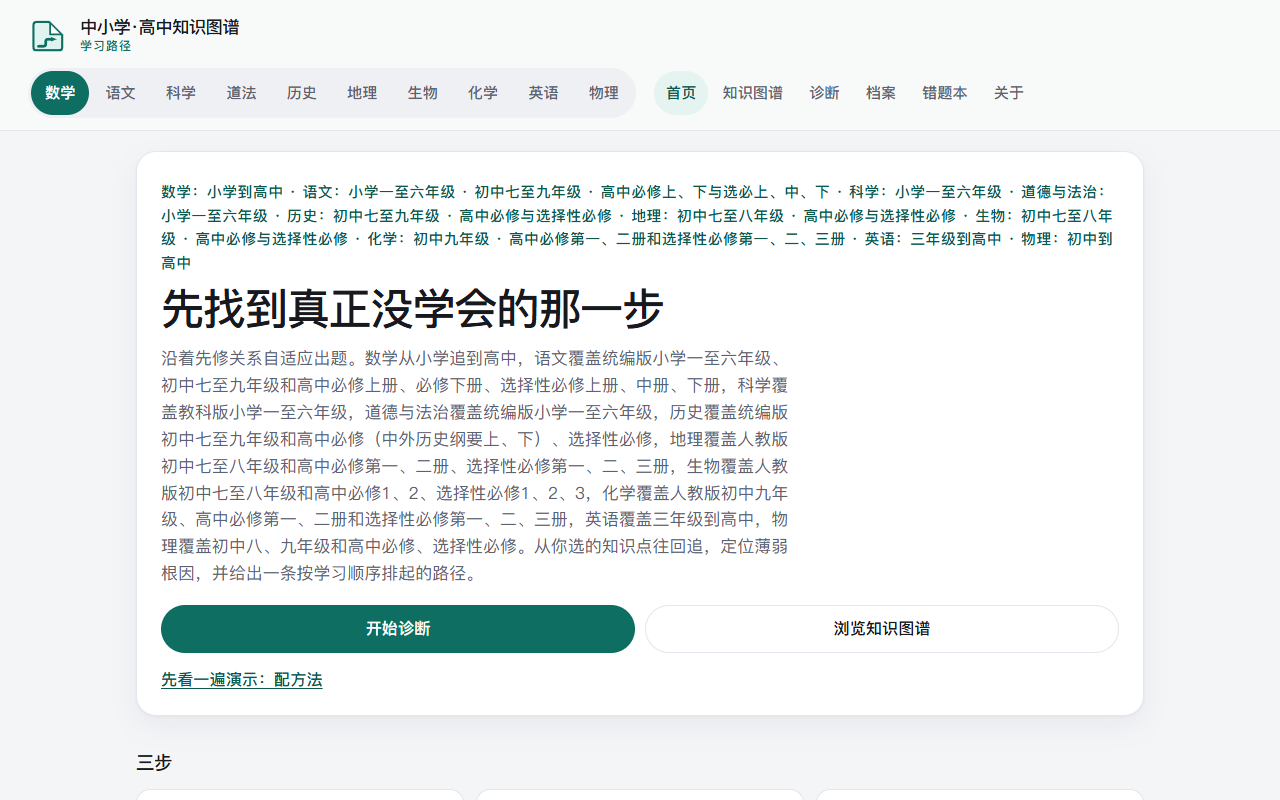 中小学·高中知识图谱
学习路径
数学 语文 科学 道法 历史 地理 生物 化学 英语 物理 首页 知识图谱 诊断 档案 错题本 关于
数学：小学到高中 · 语文：小学一至六年级 · 初中七至九年级 · 高中必修上、下与选必上、中、下 · 科学：小学一至六年级 · 道德与法治：
小学一至六年级 · 历史：初中七至九年级 · 高中必修与选择性必修 · 地理：初中七至八年级 · 高中必修与选择性必修 · 生物：初中七至八年
级 · 高中必修与选择性必修 · 化学：初中九年级 · 高中必修第一、二册和选择性必修第一、二、三册 · 英语：三年级到高中 · 物理：初中到
高中
先找到真正没学会的那一步
沿着先修关系自适应出题。数学从小学追到高中，语文覆盖统编版小学一至六年级、
初中七至九年级和高中必修上册、必修下册、选择性必修上册、中册、下册，科学覆
盖教科版小学一至六年级，道德与法治覆盖统编版小学一至六年级，历史覆盖统编版
初中七至九年级和高中必修（中外历史纲要上、下）、选择性必修，地理覆盖人教版
初中七至八年级和高中必修第一、二册、选择性必修第一、二、三册，生物覆盖人教
版初中七至八年级和高中必修1、2、选择性必修1、2、3，化学覆盖人教版初中九年
级、高中必修第一、二册和选择性必修第一、二、三册，英语覆盖三年级到高中，物
理覆盖初中八、九年级和高中必修、选择性必修。从你选的知识点往回追，定位薄弱
根因，并给出一条按学习顺序排起的路径。
开始诊断 浏览知识图谱
先看一遍演示：配方法
三步